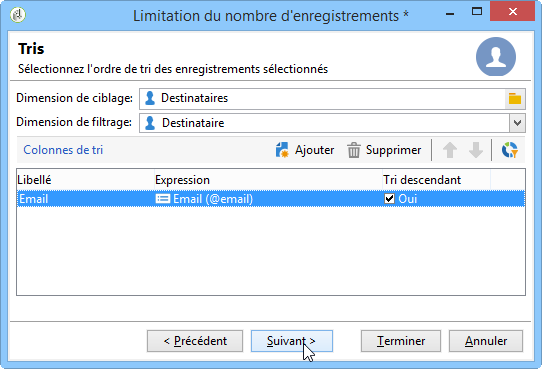 Limitation du nombre d'enregistrements *
Tris
Sélectionnez l'ordre de tri des enregistrements sélectionnés
Dimension de ciblage: Destinataires
Dimension de filtrage: Destinataire
Colonnes de tri Ajouter Supprimer
Libellé Expression Tri descendant
Email Email (@email) Oui
< Précédent Suivant > Terminer Annuler